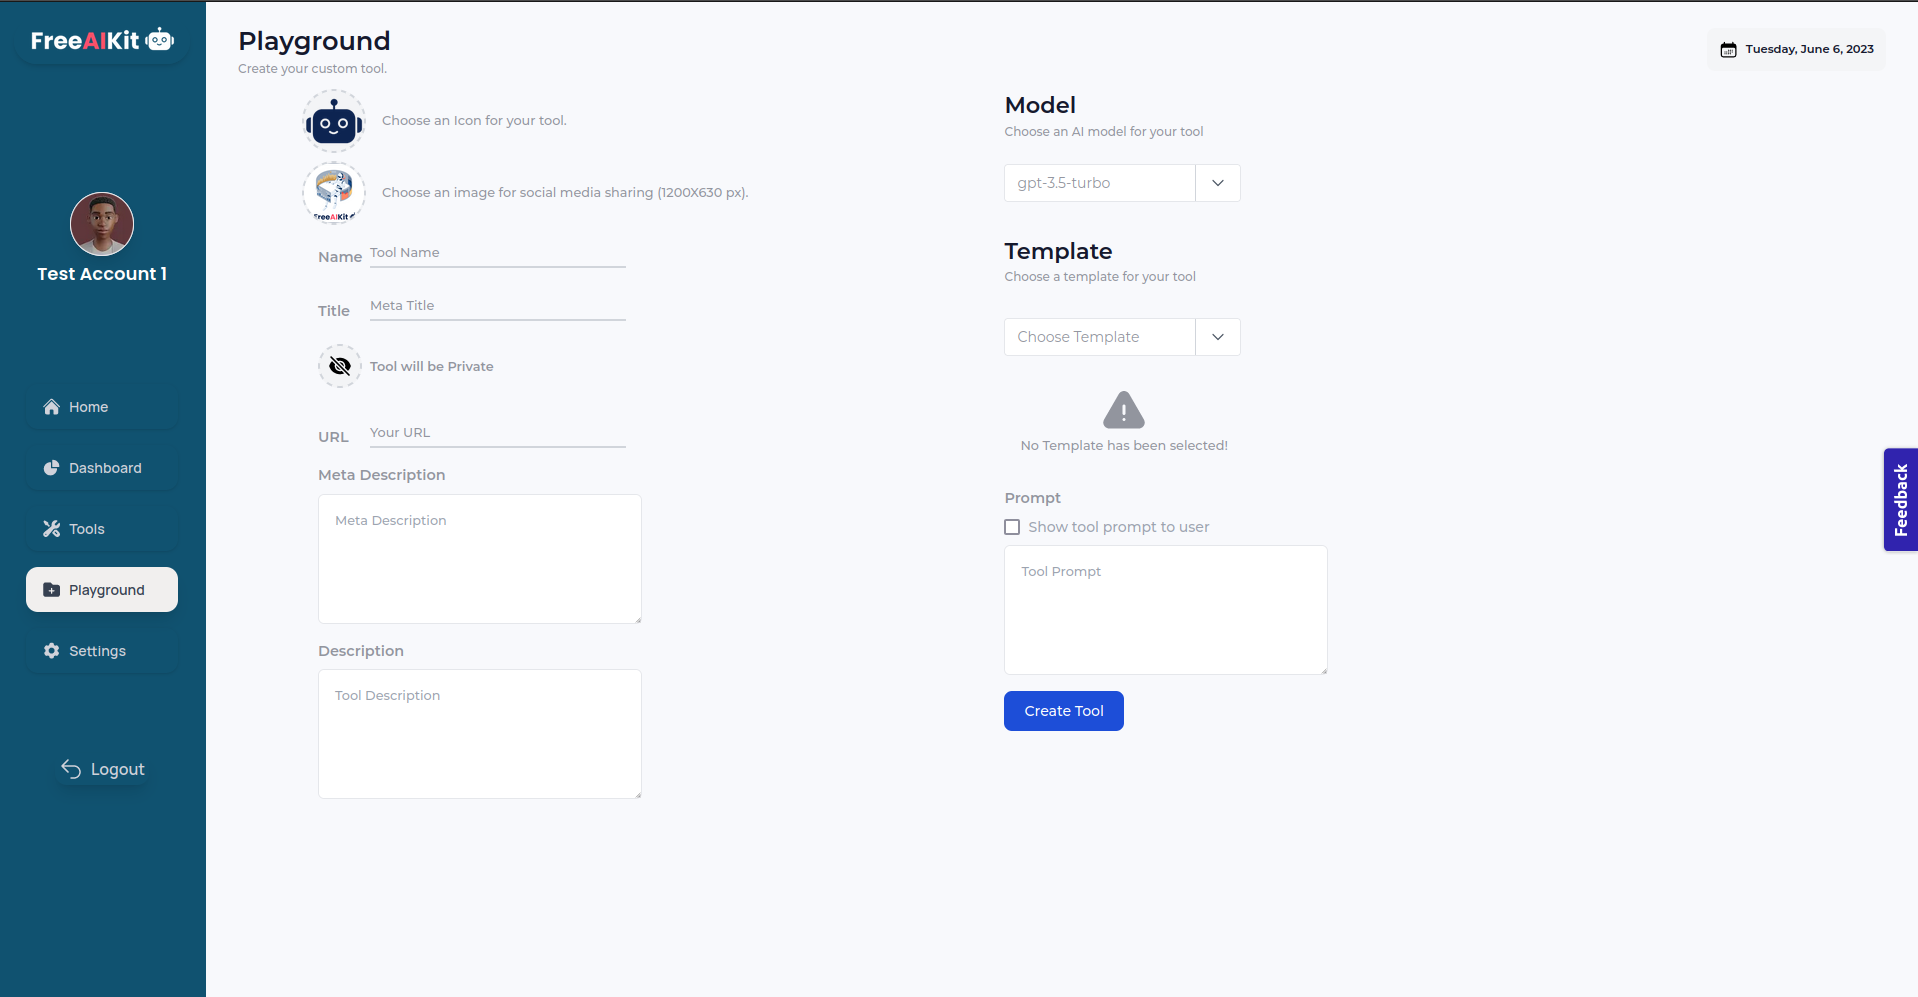 FreeAIKit
Test Account 1
Home
Dashboard
Tools
Playground
Settings
Logout
Playground
Create your custom tool.
Tuesday, June 6, 2023
Choose an Icon for your tool.
FreeAIKit
Choose an image for social media sharing (1200X630 px).
Name Tool Name
Title Meta Title
Tool will be Private
URL Your URL
Meta Description
Meta Description
Description
Tool Description
Model
Choose an AI model for your tool
gpt-3.5-turbo
Template
Choose a template for your tool
Choose Template
No Template has been selected!
Prompt
Show tool prompt to user
Tool Prompt
Create Tool
Feedback